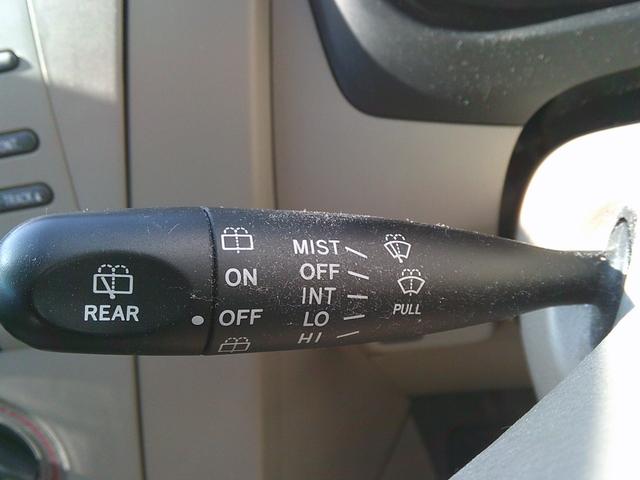 REAR
ON
OFF
MIST
OFF
INT
LO
HI
PULL